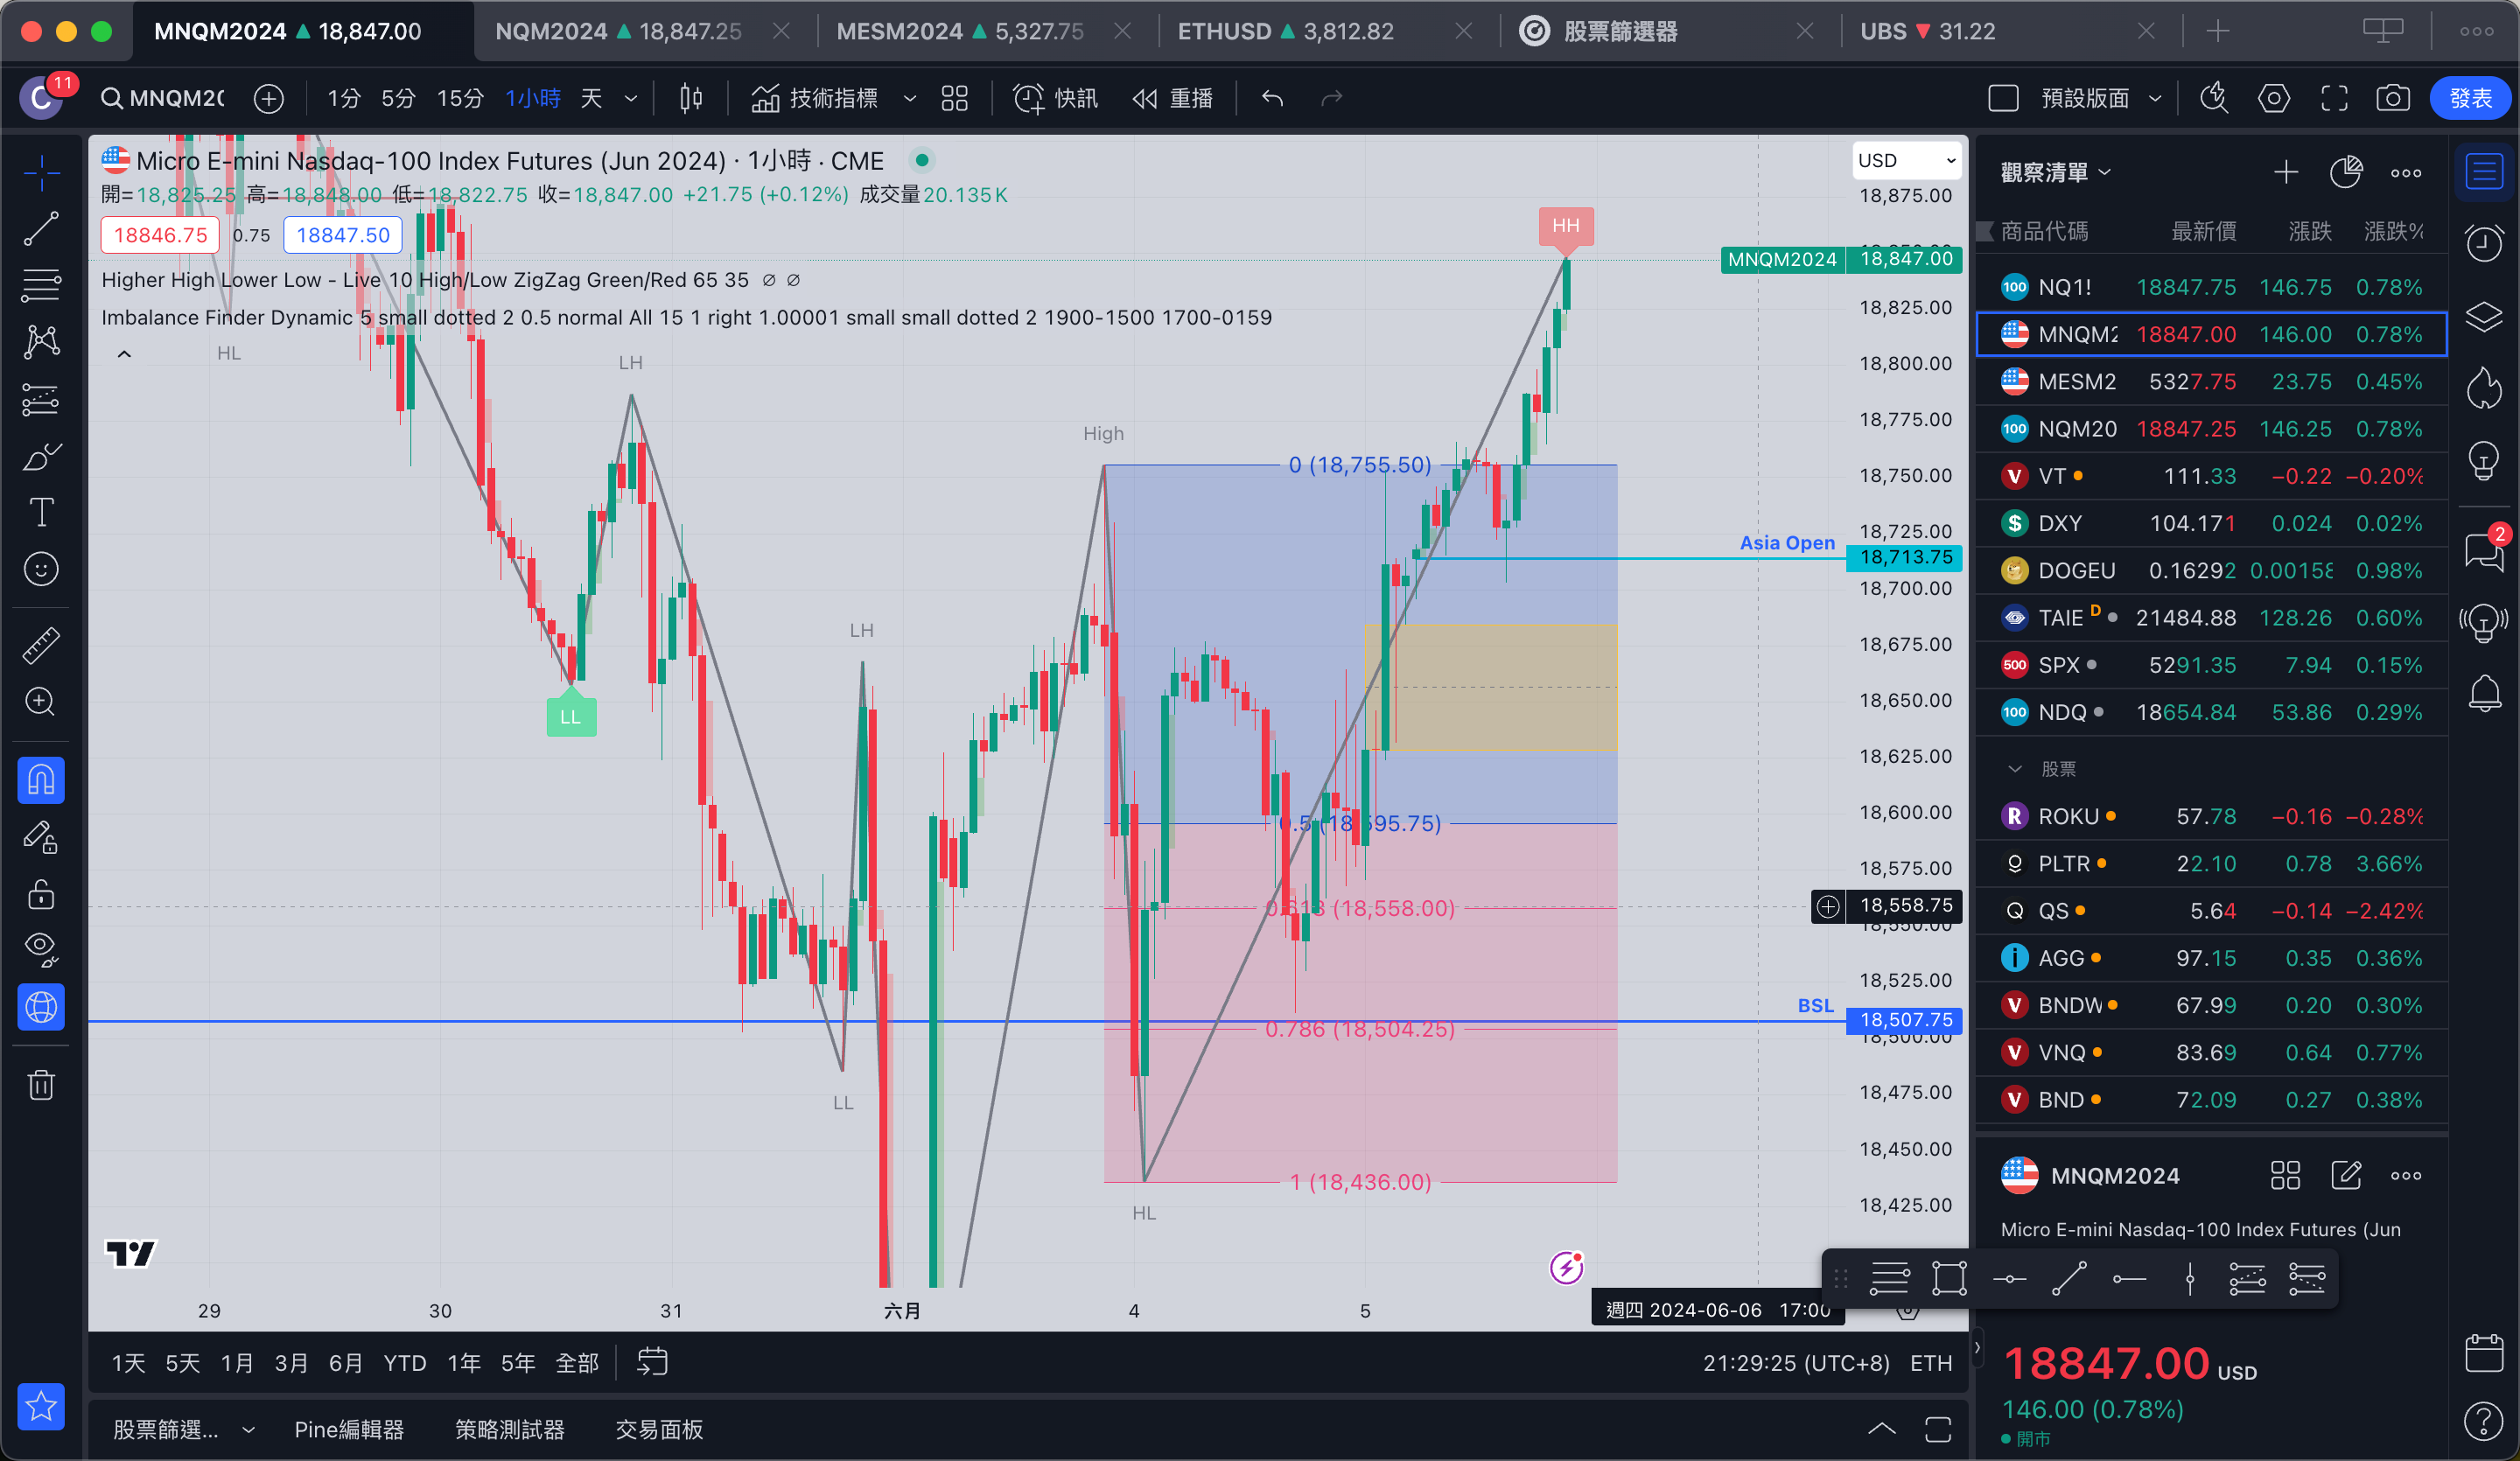 MNQM2024 ▲ 18,847.00
NQM2024 ▲ 18,847.25
MESM2024 ▲ 5,327.75
ETHUSD ▲ 3,812.82
股票篩選器
UBS ▼ 31.22
C 11
MNQM20
1分 5分 15分 1小時 天
技術指標
快訊
重播
預設版面
發表
Micro E-mini Nasdaq-100 Index Futures (Jun 2024) · 1小時 · CME
開=18,825.25 高=18,848.00 低=18,822.75 收=18,847.00 +21.75 (+0.12%) 成交量20.135K
18846.75 0.75 18847.50
Higher High Lower Low - Live 10 High/Low ZigZag Green/Red 65 35 ∅ ∅
Imbalance Finder Dynamic 5 small dotted 2 0.5 normal All 15 1 right 1.00001 small small dotted 2 1900-1500 1700-0159
HL
LH
LL
LH
LL
High
HL
HH
0 (18,755.50)
0.5 (18,595.75)
0.618 (18,558.00)
0.786 (18,504.25)
1 (18,436.00)
Asia Open
BSL
USD
18,875.00
MNQM2024 18,847.00
18,825.00
18,800.00
18,775.00
18,750.00
18,725.00
18,713.75
18,700.00
18,675.00
18,650.00
18,625.00
18,600.00
18,575.00
18,558.75
18,550.00
18,525.00
18,507.75
18,500.00
18,475.00
18,450.00
18,425.00
29 30 31 六月 4 5
週四 2024-06-06 17:00
1天 5天 1月 3月 6月 YTD 1年 5年 全部
21:29:25 (UTC+8) ETH
股票篩選... Pine編輯器 策略測試器 交易面板
觀察清單
商品代碼 最新價 漲跌 漲跌%
100 NQ1! 18847.75 146.75 0.78%
MNQM2 18847.00 146.00 0.78%
MESM2 5327.75 23.75 0.45%
100 NQM20 18847.25 146.25 0.78%
V VT 111.33 −0.22 −0.20%
$ DXY 104.171 0.024 0.02%
DOGEU 0.16292 0.00158 0.98%
TAIE D 21484.88 128.26 0.60%
500 SPX 5291.35 7.94 0.15%
100 NDQ 18654.84 53.86 0.29%
股票
R ROKU 57.78 −0.16 −0.28%
PLTR 22.10 0.78 3.66%
Q QS 5.64 −0.14 −2.42%
i AGG 97.15 0.35 0.36%
V BNDW 67.99 0.20 0.30%
V VNQ 83.69 0.64 0.77%
V BND 72.09 0.27 0.38%
MNQM2024
Micro E-mini Nasdaq-100 Index Futures (Jun
18847.00 USD
146.00 (0.78%)
開市
2